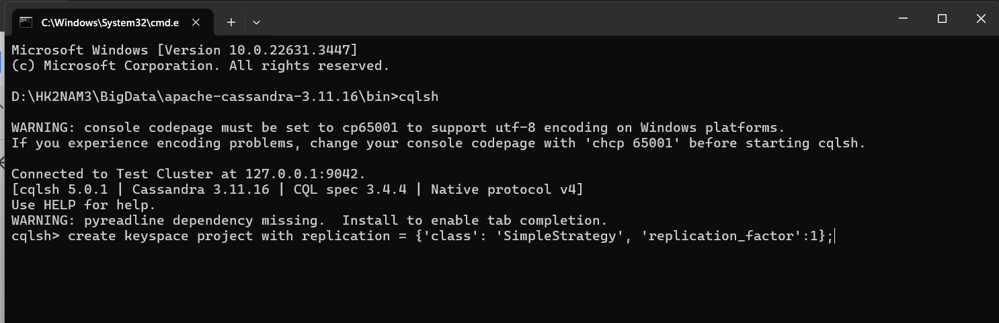 C:\Windows\System32\cmd.e
Microsoft Windows [Version 10.0.22631.3447]
(c) Microsoft Corporation. All rights reserved.
D:\HK2NAM3\BigData\apache-cassandra-3.11.16\bin>cqlsh
WARNING: console codepage must be set to cp65001 to support utf-8 encoding on Windows platforms.
If you experience encoding problems, change your console codepage with 'chcp 65001' before starting cqlsh.
Connected to Test Cluster at 127.0.0.1:9042.
[cqlsh 5.0.1 | Cassandra 3.11.16 | CQL spec 3.4.4 | Native protocol v4]
Use HELP for help.
WARNING: pyreadline dependency missing.  Install to enable tab completion.
cqlsh> create keyspace project with replication = {'class': 'SimpleStrategy', 'replication_factor':1};